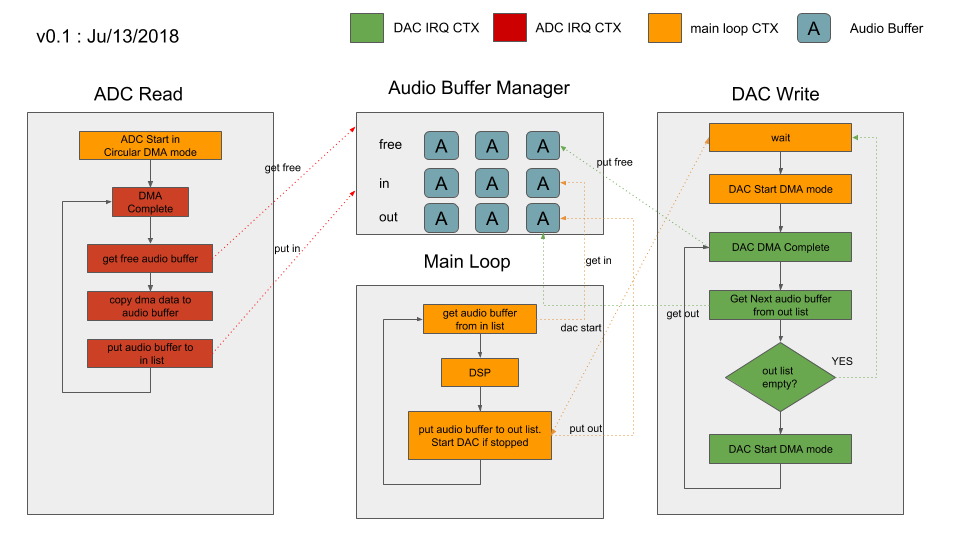 v0.1 : Ju/13/2018
DAC IRQ CTX
ADC IRQ CTX
main loop CTX
A
Audio Buffer
ADC Read
ADC Start in
Circular DMA mode
DMA
Complete
get free audio buffer
copy dma data to
audio buffer
put audio buffer to
in list
get free
put in
Audio Buffer Manager
free
A A A
in
A A A
out
A A A
Main Loop
get audio buffer
from in list
DSP
put audio buffer to out list.
Start DAC if stopped
put free
get in
dac start
put out
get out
DAC Write
wait
DAC Start DMA mode
DAC DMA Complete
Get Next audio buffer
from out list
out list
empty?
YES
DAC Start DMA mode